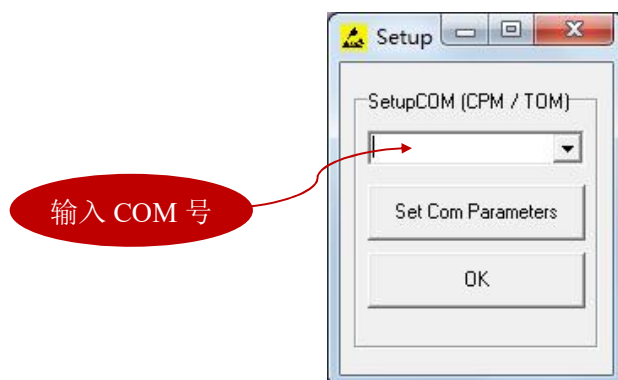 Setup
SetupCOM (CPM / TOM)
输入 COM 号
Set Com Parameters
OK